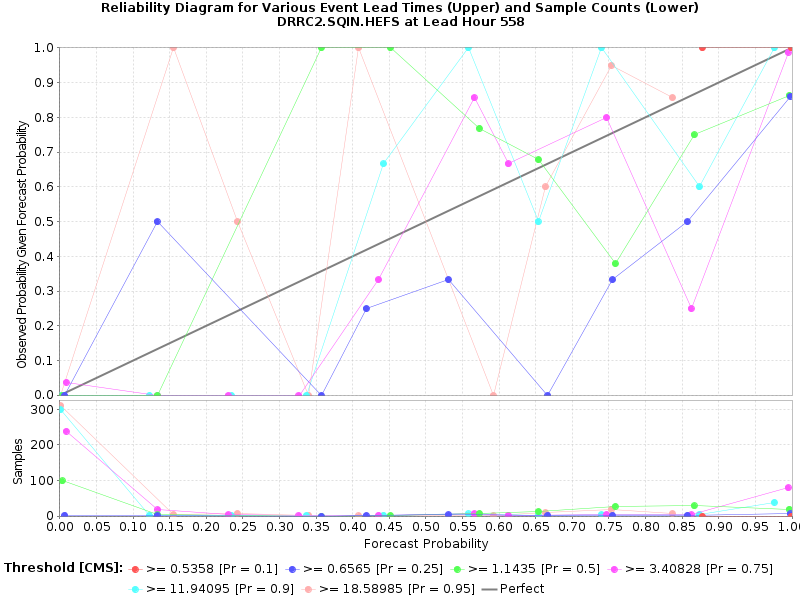 Reliability Diagram for Various Event Lead Times (Upper) and Sample Counts (Lower)
DRRC2.SQIN.HEFS at Lead Hour 558
Observed Probability Given Forecast Probability
1.0
0.9
0.8
0.7
0.6
0.5
0.4
0.3
0.2
0.1
0.0
Samples
300
200
100
0
0.00 0.05 0.10 0.15 0.20 0.25 0.30 0.35 0.40 0.45 0.50 0.55 0.60 0.65 0.70 0.75 0.80 0.85 0.90 0.95 1.00
Forecast Probability
Threshold [CMS]: >= 0.5358 [Pr = 0.1] >= 0.6565 [Pr = 0.25] >= 1.1435 [Pr = 0.5] >= 3.40828 [Pr = 0.75]
>= 11.94095 [Pr = 0.9] >= 18.58985 [Pr = 0.95] Perfect